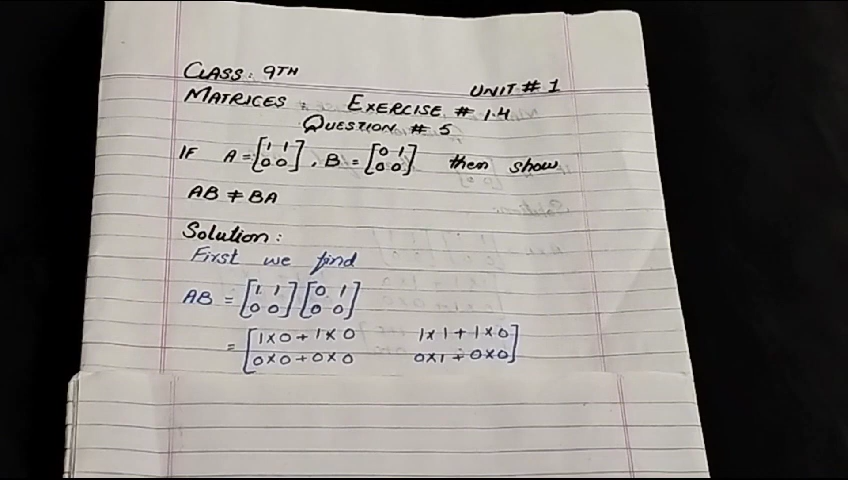 CLASS: 9TH
UNIT # 1
MATRICES EXERCISE # 1.4
QUESTION # 5
IF A = [1 1 0 0], B = [0 1 0 0] then show
AB ≠ BA
Solution:
First we find
AB = [1 1 0 0] [0 1 0 0]
= [1×0+1×0 1×1+1×0
0×0+0×0 0×1+0×0]